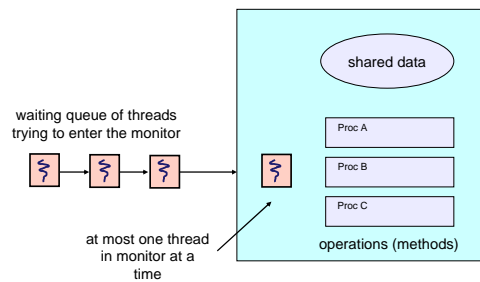 shared data
waiting queue of threads
trying to enter the monitor
Proc A
Proc B
Proc C
at most one thread
in monitor at a
time
operations (methods)